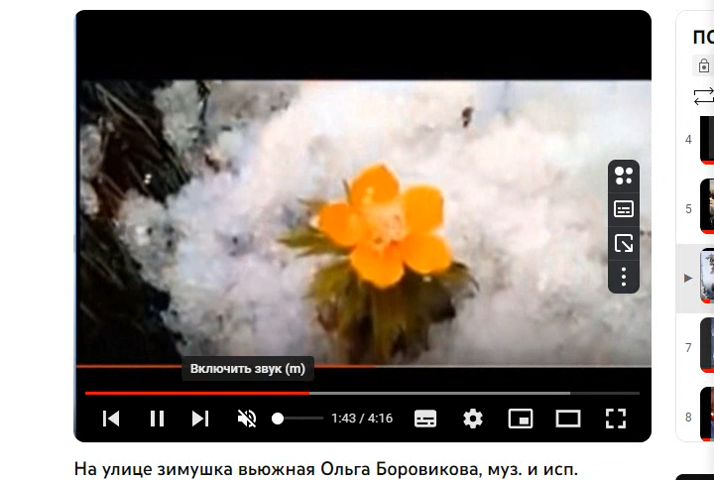 ПО
4
5
7
8
Включить звук (m)
1:43 / 4:16
На улице зимушка вьюжная Ольга Боровикова, муз. и исп.